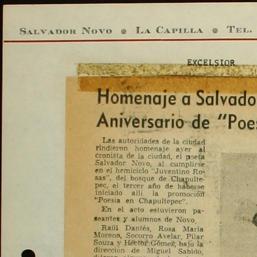 SALVADOR NOVO ● LA CAPILLA ● TEL.
EXCELSIOR
Homenaje a Salvado
Aniversario de "Poes
Las autoridades de la ciudad
rindieron homenaje ayer al
cronista de la ciudad, el poeta
Salvador Novo, al cumplirse
en el hemiciclo "Juventino Ro-
sas", del bosque de Chapulte-
pec, el tercer año de haberse
iniciado allí la promoción
"Poesía en Chapultepec".
En el acto estuvieron pa-
seantes y alumnos de Novo
Raúl Dantés, Rosa María
Moreno, Socorro Avelar, Pilar
Souza y Héctor Gómez, bajo la
dirección de Miguel Sabido,